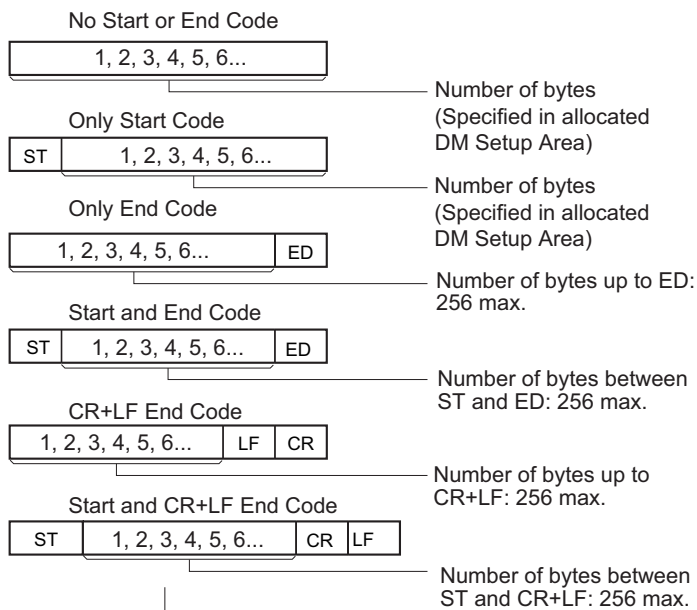 No Start or End Code
1, 2, 3, 4, 5, 6...
Number of bytes
(Specified in allocated
DM Setup Area)
Only Start Code
ST 1, 2, 3, 4, 5, 6...
Number of bytes
(Specified in allocated
DM Setup Area)
Only End Code
1, 2, 3, 4, 5, 6... ED
Number of bytes up to ED:
256 max.
Start and End Code
ST 1, 2, 3, 4, 5, 6... ED
Number of bytes between
ST and ED: 256 max.
CR+LF End Code
1, 2, 3, 4, 5, 6... LF CR
Number of bytes up to
CR+LF: 256 max.
Start and CR+LF End Code
ST 1, 2, 3, 4, 5, 6... CR LF
Number of bytes between
ST and CR+LF: 256 max.